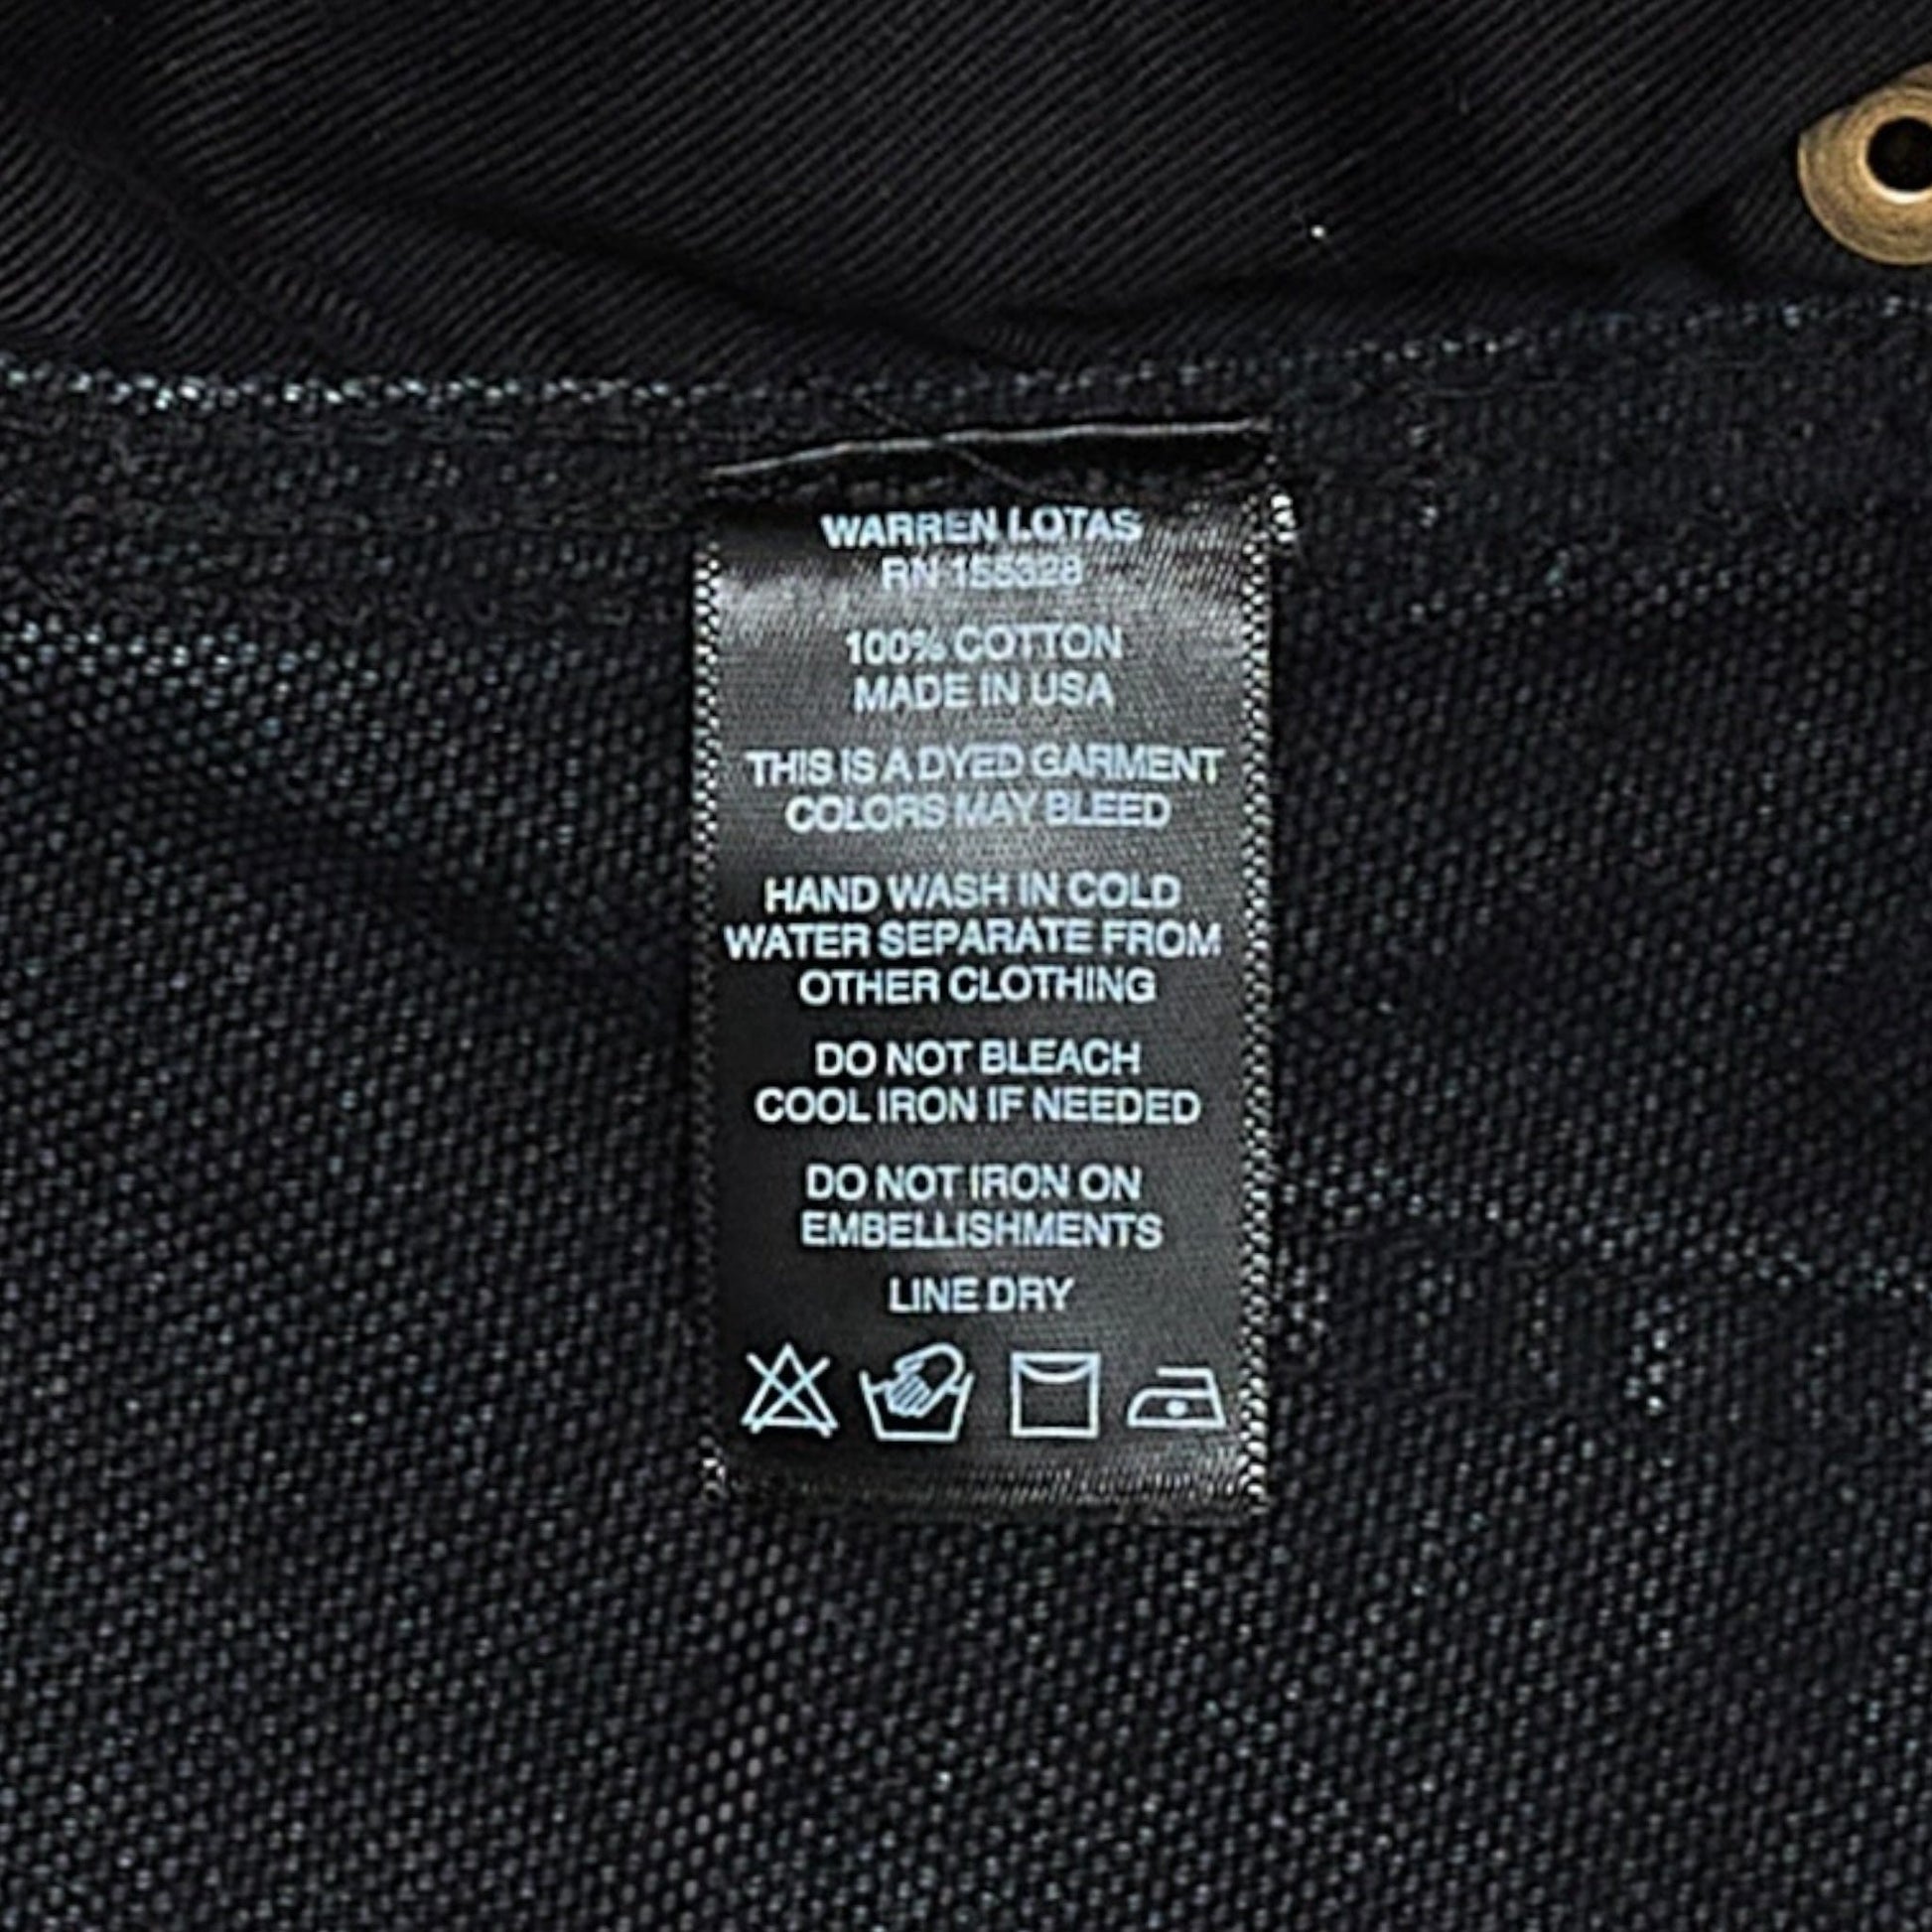 WARREN LOTAS
RN 155328
100% COTTON
MADE IN USA
THIS IS A DYED GARMENT
COLORS MAY BLEED
HAND WASH IN COLD
WATER SEPARATE FROM
OTHER CLOTHING
DO NOT BLEACH
COOL IRON IF NEEDED
DO NOT IRON ON
EMBELLISHMENTS
LINE DRY